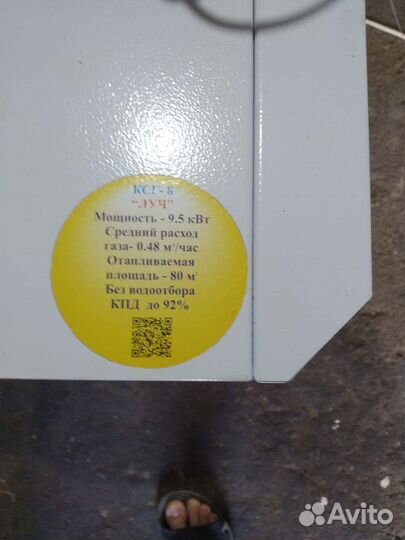 КСГ - 8
"ЛУЧ"
Мощность - 9.5 кВт
Средний расход
газа- 0.48 м³/час
Отапливаемая
площадь - 80 м²
Без водоотбора
КПД до 92%
Avito